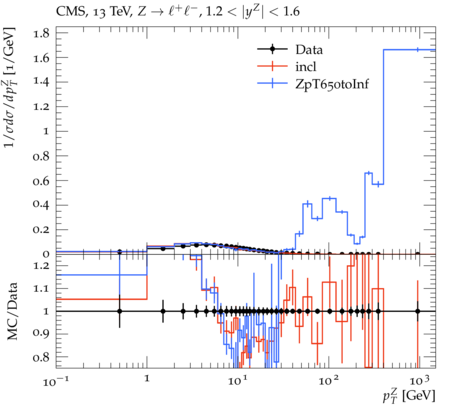 CMS, 13 TeV, Z → ℓ⁺ℓ⁻, 1.2 < |y^Z| < 1.6
1/σdσ/dp_T^Z [1/GeV]
1.8
1.6
1.4
1.2
1
0.8
0.6
0.4
0.2
0
Data
incl
ZpT650toInf
MC/Data
1.2
1.1
1
0.9
0.8
10⁻¹ 1 10¹ 10² 10³
p_T^Z [GeV]